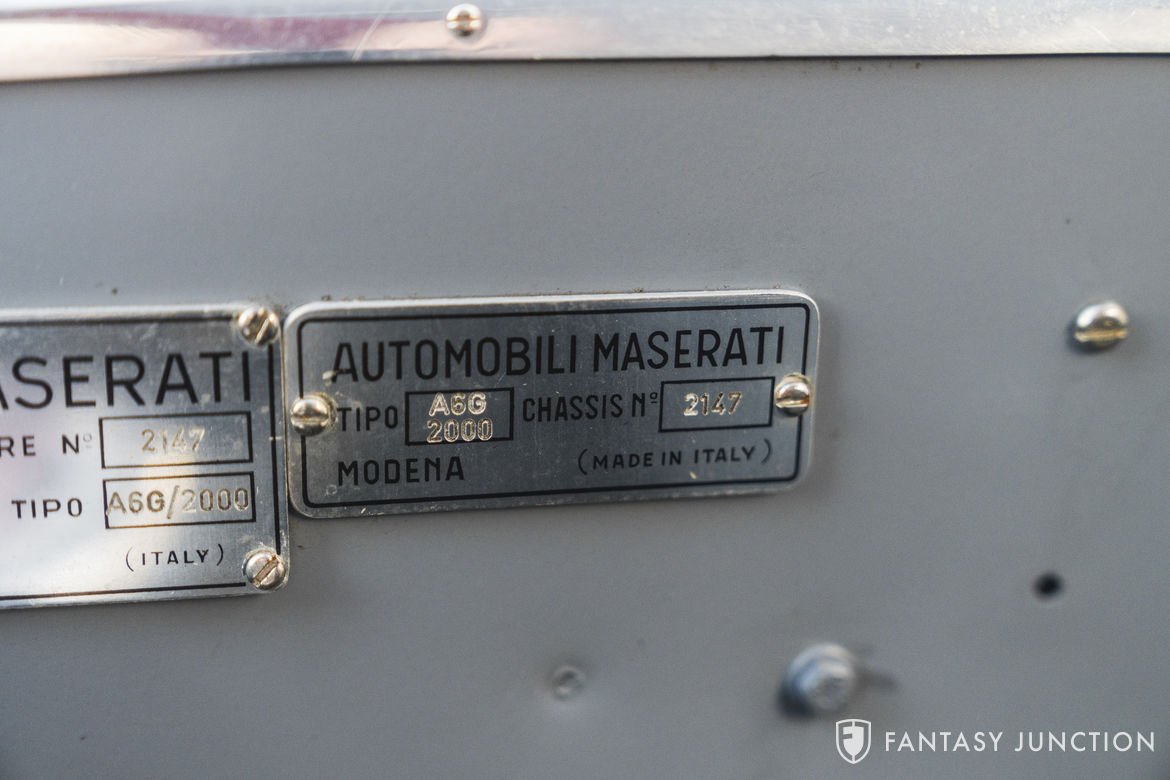 ASERATI
RE Nº 2147
TIPO A6G/2000
(ITALY)
AUTOMOBILI MASERATI
TIPO A6G 2000 CHASSIS Nº 2147
MODENA (MADE IN ITALY)
FANTASY JUNCTION